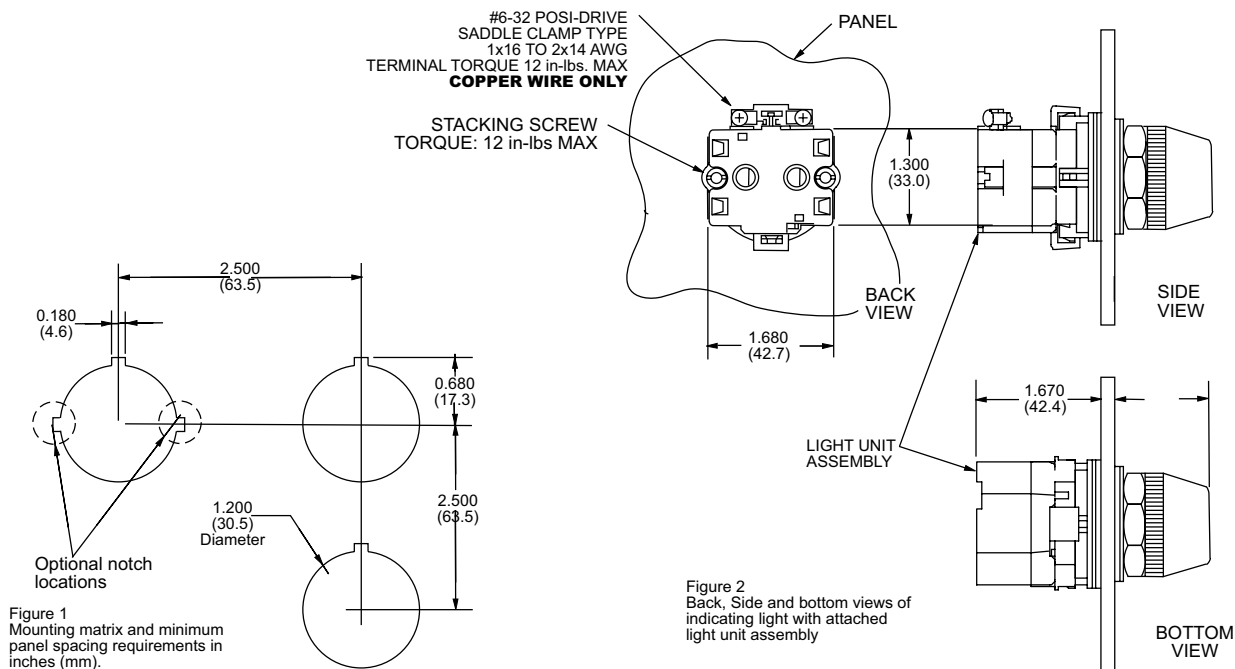 #6-32 POSI-DRIVE
SADDLE CLAMP TYPE
1x16 TO 2x14 AWG
TERMINAL TORQUE 12 in-lbs. MAX
COPPER WIRE ONLY
STACKING SCREW
TORQUE: 12 in-lbs MAX
PANEL
1.300
(33.0)
BACK
VIEW
1.680
(42.7)
SIDE
VIEW
2.500
(63.5)
0.180
(4.6)
0.680
(17.3)
2.500
(63.5)
1.200
(30.5)
Diameter
Optional notch
locations
Figure 1
Mounting matrix and minimum
panel spacing requirements in
inches (mm).
1.670
(42.4)
LIGHT UNIT
ASSEMBLY
Figure 2
Back, Side and bottom views of
indicating light with attached
light unit assembly
BOTTOM
VIEW